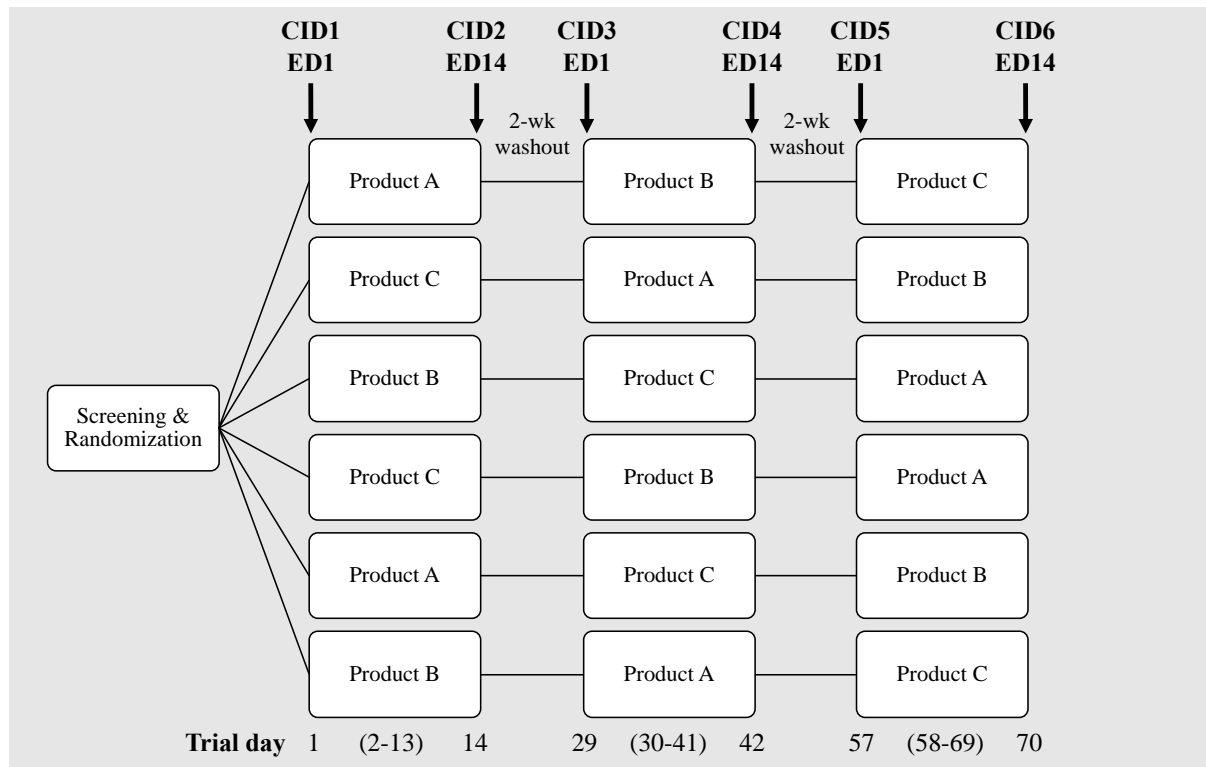 CID1 CID2 CID3 CID4 CID5 CID6
ED1 ED14 ED1 ED14 ED1 ED14
2-wk 2-wk
washout washout
Product A Product B Product C
Product C Product A Product B
Product B Product C Product A
Screening &
Randomization
Product C Product B Product A
Product A Product C Product B
Product B Product A Product C
Trial day 1 (2-13) 14 29 (30-41) 42 57 (58-69) 70